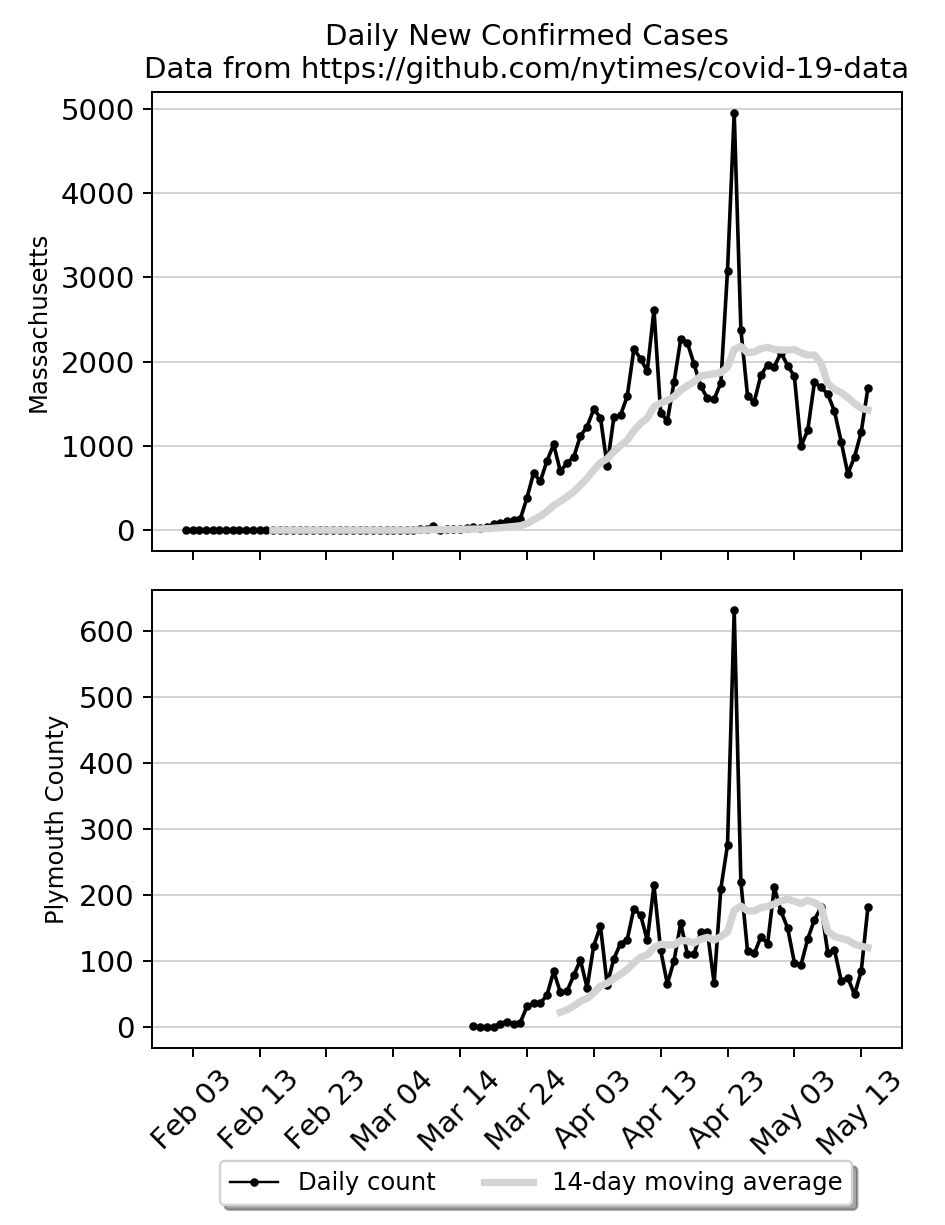 Daily New Confirmed Cases
Data from https://github.com/nytimes/covid-19-data
5000
4000
3000
2000
1000
0
Massachusetts
600
500
400
300
200
100
0
Plymouth County
Feb 03
Feb 13
Feb 23
Mar 04
Mar 14
Mar 24
Apr 03
Apr 13
Apr 23
May 03
May 13
Daily count
14-day moving average